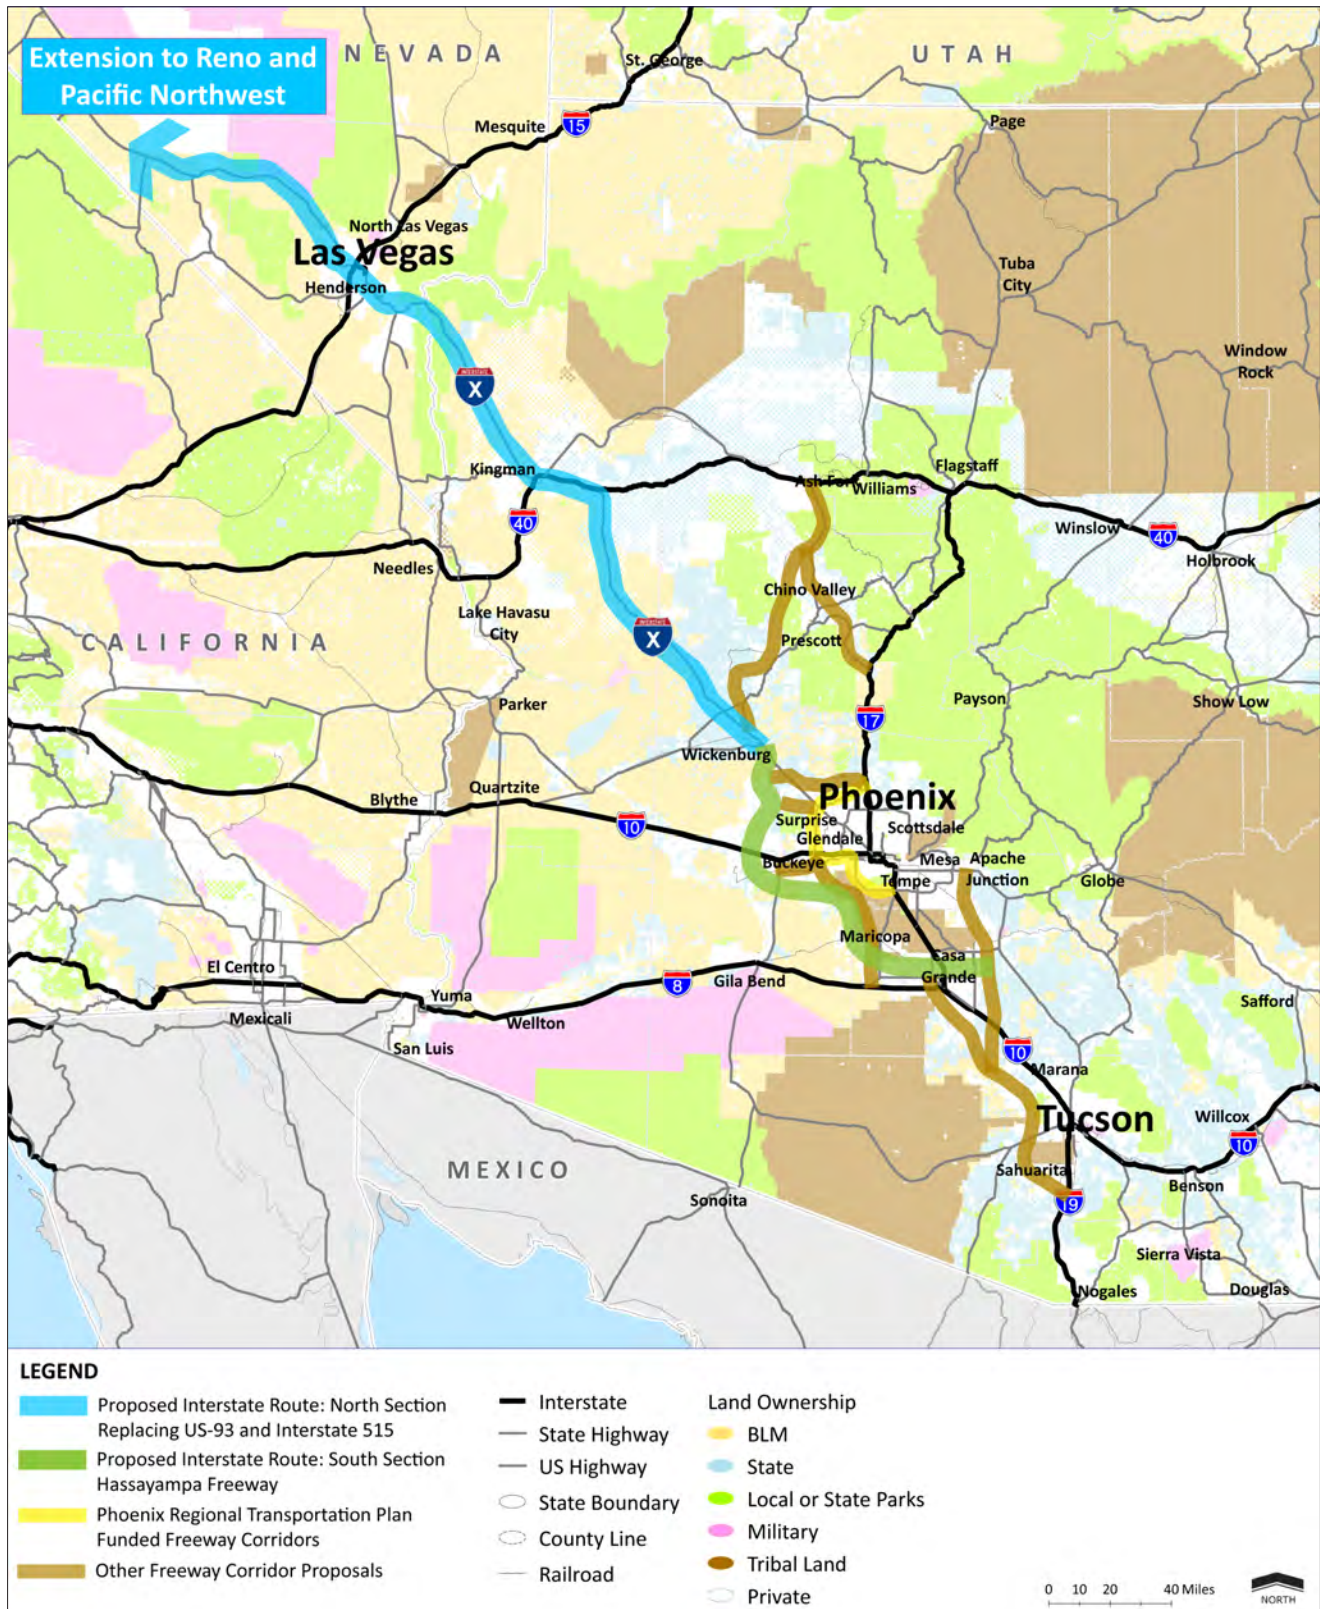 Extension to Reno and
Pacific Northwest
NEVADA
UTAH
St. George
Mesquite
15
Page
North Las Vegas
Las Vegas
Henderson
Tuba
City
Window
Rock
INTERSTATE
X
Kingman
Ash Fork
Williams
Flagstaff
40
Winslow
40
Holbrook
Needles
Chino Valley
Lake Havasu
City
CALIFORNIA
INTERSTATE
X
Prescott
Parker
17
Payson
Show Low
Wickenburg
Blythe
Quartzite
10
Phoenix
Surprise
Scottsdale
Glendale
Buckeye
Mesa
Apache
Junction
Tempe
Globe
Maricopa
Casa
Grande
El Centro
Yuma
8
Gila Bend
Safford
Mexicali
Wellton
San Luis
10
Marana
Tucson
Willcox
10
MEXICO
Sahuarita
Benson
Sonoita
19
Sierra Vista
Nogales
Douglas
LEGEND
Proposed Interstate Route: North Section
Replacing US-93 and Interstate 515
Proposed Interstate Route: South Section
Hassayampa Freeway
Phoenix Regional Transportation Plan
Funded Freeway Corridors
Other Freeway Corridor Proposals
Interstate
State Highway
US Highway
State Boundary
County Line
Railroad
Land Ownership
BLM
State
Local or State Parks
Military
Tribal Land
Private
0 10 20 40 Miles
NORTH